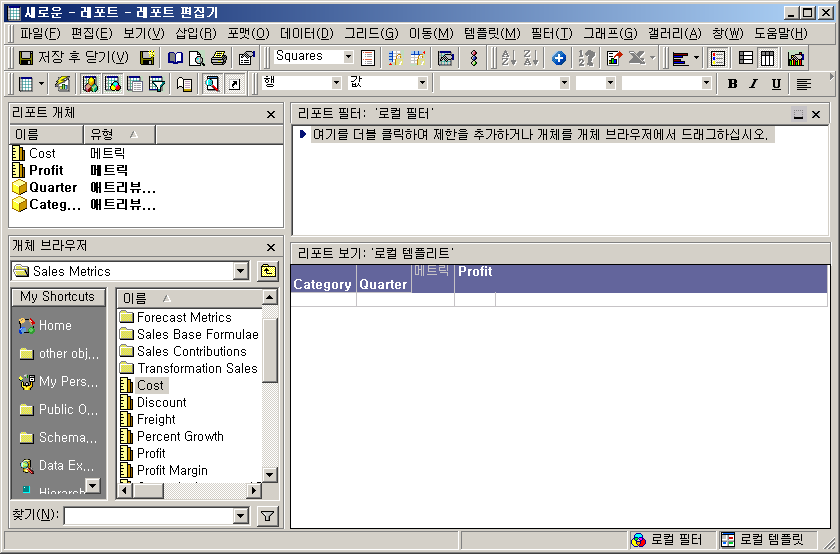 새로운 - 리포트 - 리포트 편집기
파일(F) 편집(E) 보기(V) 삽입(R) 포맷(O) 데이터(D) 그리드(G) 이동(M) 템플릿(M) 필터(T) 그래프(G) 갤러리(A) 창(W) 도움말(H)
저장 후 닫기(V) Squares
행 값 B I U
리포트 개체
이름 유형
Cost 메트릭
Profit 메트릭
Quarter 애트리뷰...
Categ... 애트리뷰...
개체 브라우저
Sales Metrics
My Shortcuts
Home
other obj...
My Pers...
Public O...
Schema...
Data Ex...
Hierarch
이름
Forecast Metrics
Sales Base Formulae
Sales Contributions
Transformation Sales
Cost
Discount
Freight
Percent Growth
Profit
Profit Margin
찾기(N):
리포트 필터: '로컬 필터'
여기를 더블 클릭하여 제한을 추가하거나 개체를 개체 브라우저에서 드래그하십시오.
리포트 보기: '로컬 템플리트'
메트릭 Profit
Category Quarter
로컬 필터 로컬 템플릿